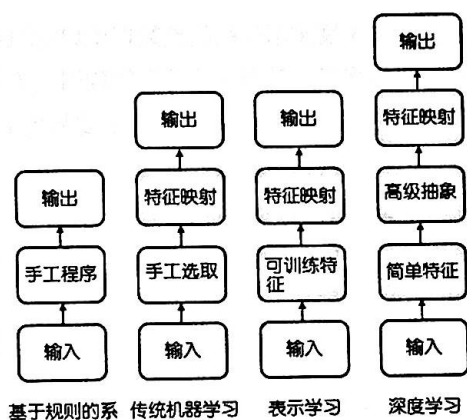 输出
输出
输出
特征映射
输出
特征映射
特征映射
高级抽象
手工程序
手工选取
可训练特
征
简单特征
输入
输入
输入
输入
基于规则的系
传统机器学习
表示学习
深度学习